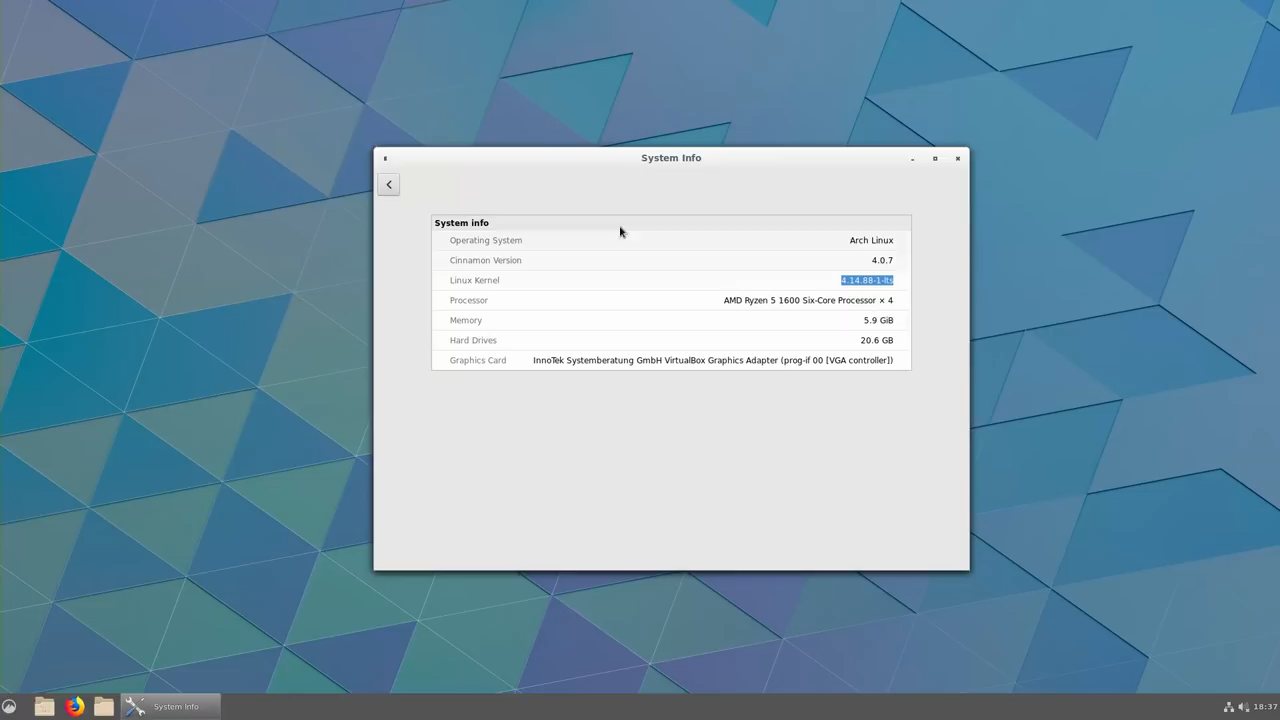 System Info
System info
Operating System Arch Linux
Cinnamon Version 4.0.7
Linux Kernel 4.14.88-1-lts
Processor AMD Ryzen 5 1600 Six-Core Processor × 4
Memory 5.9 GiB
Hard Drives 20.6 GB
Graphics Card InnoTek Systemberatung GmbH VirtualBox Graphics Adapter (prog-if 00 [VGA controller])
System Info 18:37